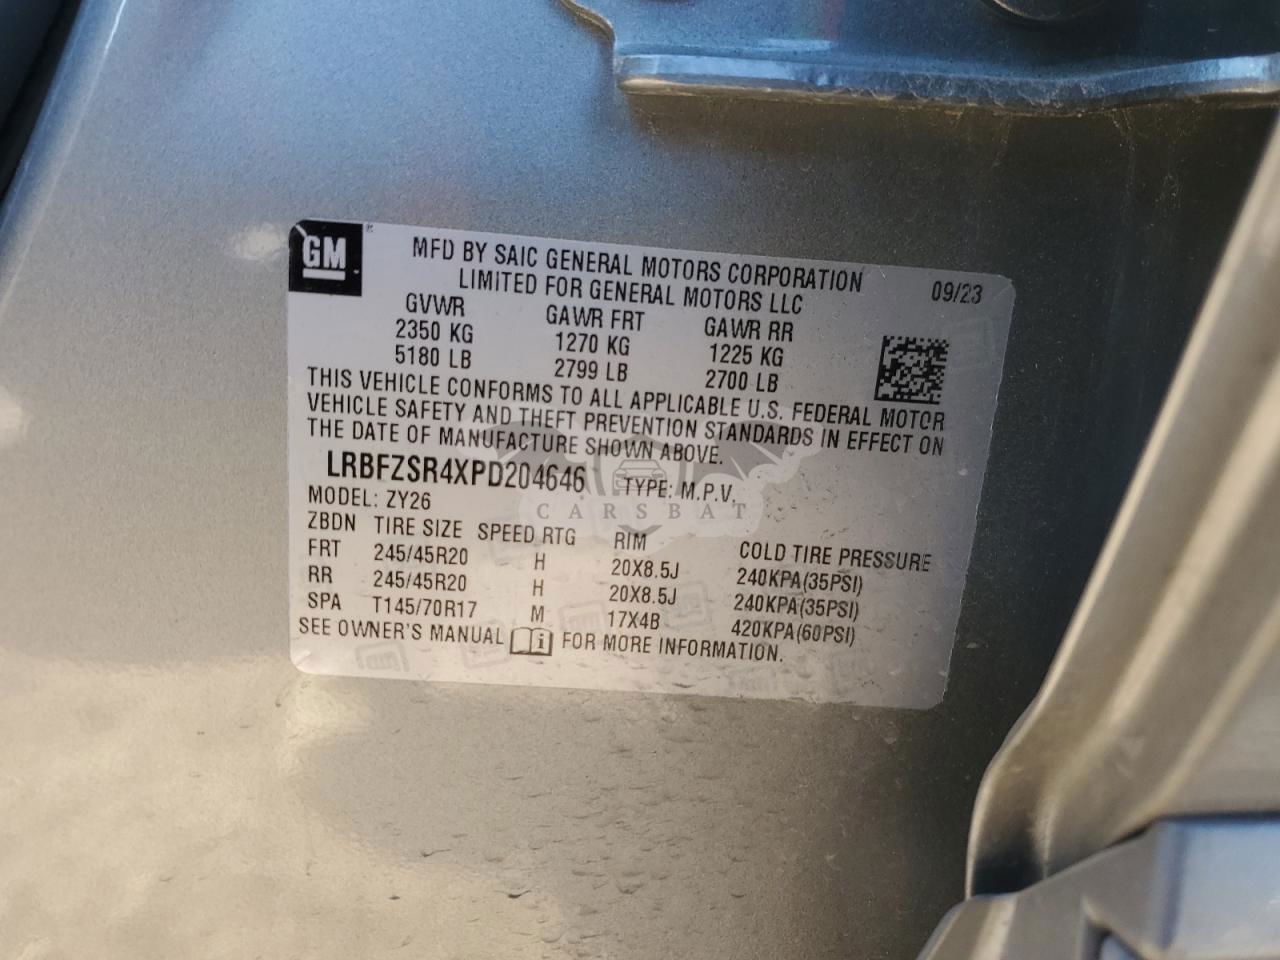 GM
MFD BY SAIC GENERAL MOTORS CORPORATION
LIMITED FOR GENERAL MOTORS LLC
09/23
GVWR GAWR FRT GAWR RR
2350 KG 1270 KG 1225 KG
5180 LB 2799 LB 2700 LB
THIS VEHICLE CONFORMS TO ALL APPLICABLE U.S. FEDERAL MOTOR
VEHICLE SAFETY AND THEFT PREVENTION STANDARDS IN EFFECT ON
THE DATE OF MANUFACTURE SHOWN ABOVE.
LRBFZSR4XPD204646 TYPE: M.P.V.
CARSBAT
MODEL: ZY26
ZBDN TIRE SIZE SPEED RTG RIM COLD TIRE PRESSURE
FRT 245/45R20 H 20X8.5J 240KPA(35PSI)
RR 245/45R20 H 20X8.5J 240KPA(35PSI)
SPA T145/70R17 M 17X4B 420KPA(60PSI)
SEE OWNER'S MANUAL i FOR MORE INFORMATION.